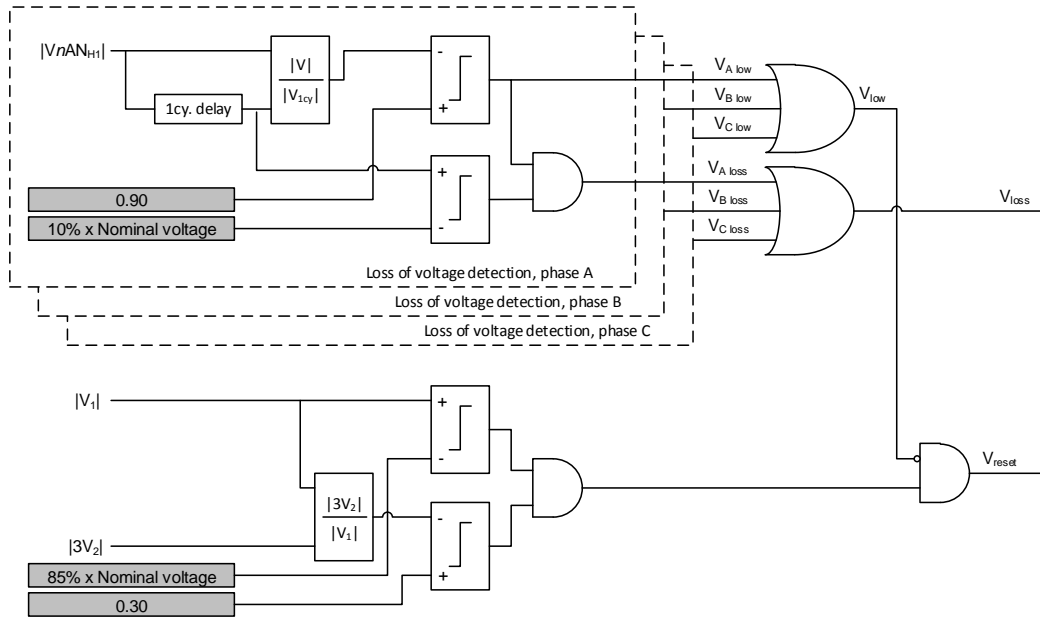 |VnAN_H1|
|V|
|V_1cy|
1cy. delay
-
+
+
-
0.90
10% x Nominal voltage
Loss of voltage detection, phase A
Loss of voltage detection, phase B
Loss of voltage detection, phase C
V_A low
V_B low
V_C low
V_low
V_A loss
V_B loss
V_C loss
V_loss
|V_1|
+
-
|3V_2|
|V_1|
-
+
|3V_2|
85% x Nominal voltage
0.30
V_reset